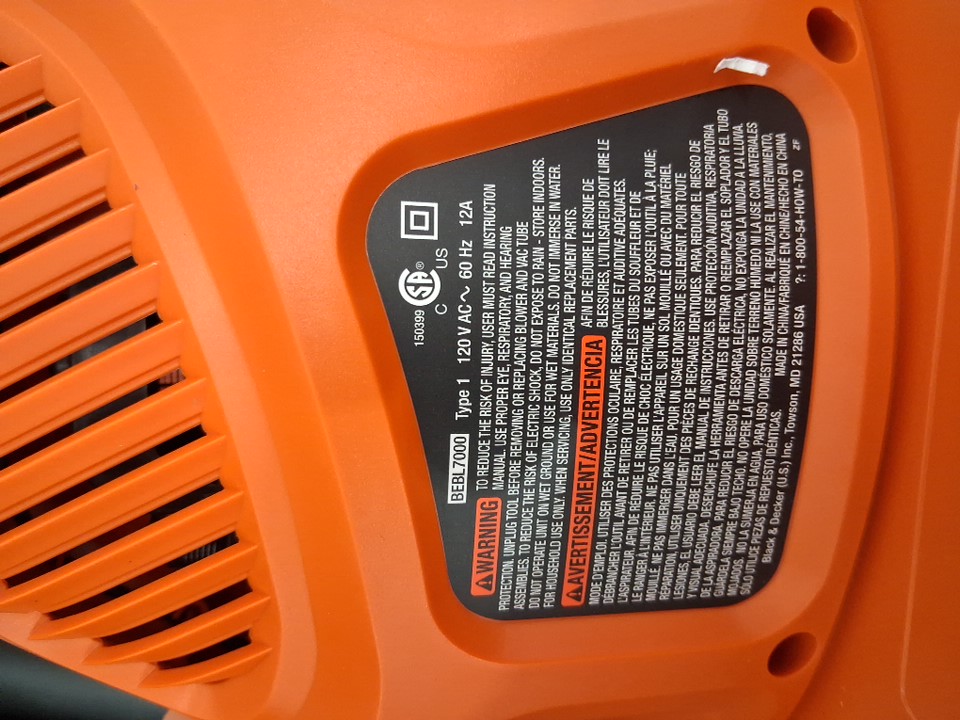 150399
SA ®
C US
BEBL7000 Type 1 120 V AC～ 60 Hz 12A
WARNING TO REDUCE THE RISK OF INJURY, USER MUST READ INSTRUCTION
MANUAL. USE PROPER EYE, RESPIRATORY, AND HEARING
PROTECTION. UNPLUG TOOL BEFORE REMOVING OR REPLACING BLOWER AND VAC TUBE
ASSEMBLIES. TO REDUCE THE RISK OF ELECTRIC SHOCK, DO NOT EXPOSE TO RAIN - STORE INDOORS.
DO NOT OPERATE UNIT ON WET GROUND OR USE FOR WET MATERIALS. DO NOT IMMERSE IN WATER.
FOR HOUSEHOLD USE ONLY. WHEN SERVICING, USE ONLY IDENTICAL REPLACEMENT PARTS.
AVERTISSEMENT/ADVERTENCIA AFIN DE RÉDUIRE LE RISQUE DE
BLESSURES, L'UTILISATEUR DOIT LIRE LE
MODE D'EMPLOI. UTILISER DES PROTECTIONS OCULAIRE, RESPIRATOIRE ET AUDITIVE ADÉQUATES.
DÉBRANCHER L'OUTIL AVANT DE RETIRER OU DE REMPLACER LES TUBES DU SOUFFLEUR ET DE
L'ASPIRATEUR. AFIN DE RÉDUIRE LE RISQUE DE CHOC ÉLECTRIQUE, NE PAS EXPOSER L'OUTIL À LA PLUIE;
LE RANGER À L'INTÉRIEUR. NE PAS UTILISER L'APPAREIL SUR UN SOL MOUILLÉ OU AVEC DU MATÉRIEL
MOUILLÉ. NE PAS IMMERGER DANS L'EAU. POUR UN USAGE DOMESTIQUE SEULEMENT. POUR TOUTE
RÉPARATION, UTILISER UNIQUEMENT DES PIÈCES DE RECHANGE IDENTIQUES. PARA REDUCIR EL RIESGO DE
LESIONES, EL USUARIO DEBE LEER EL MANUAL DE INSTRUCCIONES. USE PROTECCIÓN AUDITIVA, RESPIRATORIA
Y VISUAL ADECUADA. DESENCHUFE LA HERRAMIENTA ANTES DE RETIRAR O REEMPLAZAR EL SOPLADOR Y EL TUBO
DE LA ASPIRADORA. PARA REDUCIR EL RIESGO DE DESCARGA ELÉCTRICA, NO EXPONGA LA UNIDAD A LA LLUVIA.
GUÁRDELA SIEMPRE BAJO TECHO. NO OPERE LA UNIDAD SOBRE TERRENO HÚMEDO NI LA USE CON MATERIALES
MOJADOS. NO LA SUMERJA EN AGUA. PARA USO DOMÉSTICO SOLAMENTE. AL REALIZAR EL MANTENIMIENTO,
SÓLO UTILICE PIEZAS DE REPUESTO IDÉNTICAS. MADE IN CHINA/FABRIQUÉ EN CHINE/HECHO EN CHINA
Black & Decker (U.S.) Inc., Towson, MD 21286 USA ?: 1-800-54-HOW-TO ZF